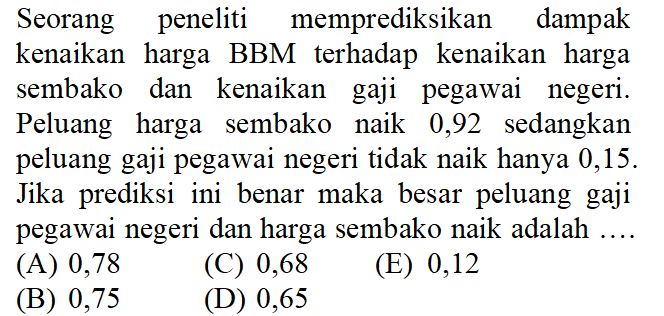 Seorang peneliti memprediksikan dampak
kenaikan harga BBM terhadap kenaikan harga
sembako dan kenaikan gaji pegawai negeri.
Peluang harga sembako naik 0,92 sedangkan
peluang gaji pegawai negeri tidak naik hanya 0,15.
Jika prediksi ini benar maka besar peluang gaji
pegawai negeri dan harga sembako naik adalah ....
(A) 0,78 (C) 0,68 (E) 0,12
(B) 0,75 (D) 0,65